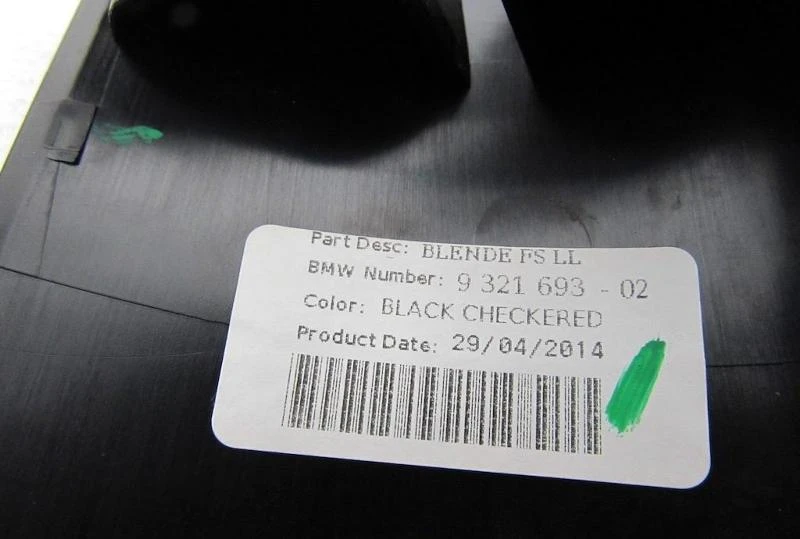 Part Desc: BLENDE FS LL
BMW Number: 9 321 693 - 02
Color: BLACK CHECKERED
Product Date: 29/04/2014